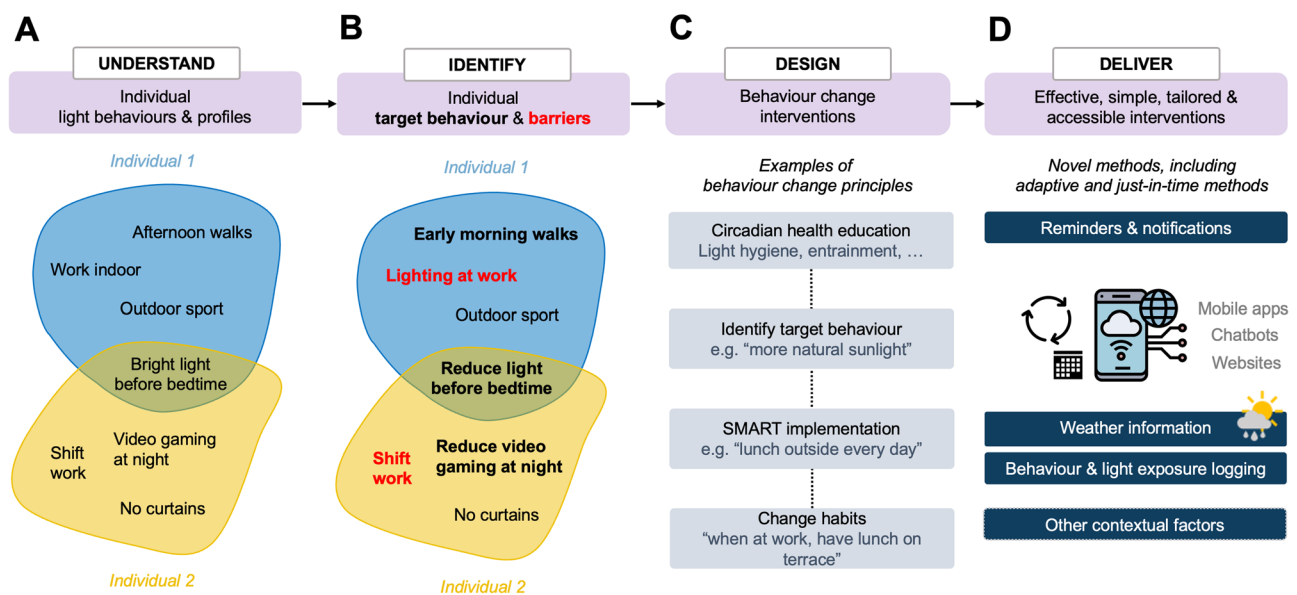 A
UNDERSTAND
Individual
light behaviours & profiles
Individual 1
Afternoon walks
Work indoor
Outdoor sport
Bright light
before bedtime
Shift
work
Video gaming
at night
No curtains
Individual 2
B
IDENTIFY
Individual
target behaviour & barriers
Individual 1
Early morning walks
Lighting at work
Outdoor sport
Reduce light
before bedtime
Shift
work
Reduce video
gaming at night
No curtains
Individual 2
C
DESIGN
Behaviour change
interventions
Examples of
behaviour change principles
Circadian health education
Light hygiene, entrainment, …
Identify target behaviour
e.g. “more natural sunlight”
SMART implementation
e.g. “lunch outside every day”
Change habits
“when at work, have lunch on
terrace”
D
DELIVER
Effective, simple, tailored &
accessible interventions
Novel methods, including
adaptive and just-in-time methods
Reminders & notifications
Mobile apps
Chatbots
Websites
Weather information
Behaviour & light exposure logging
Other contextual factors